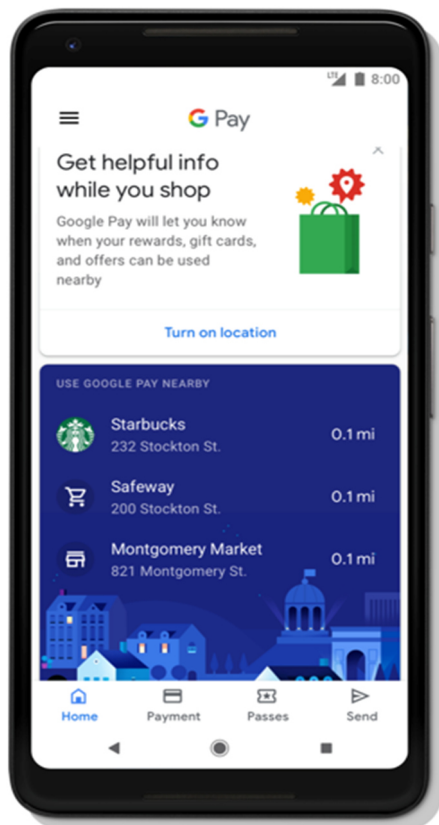 LTE 8:00
G Pay
Get helpful info
while you shop
Google Pay will let you know
when your rewards, gift cards,
and offers can be used
nearby
Turn on location
USE GOOGLE PAY NEARBY
Starbucks
232 Stockton St.
0.1 mi
Safeway
200 Stockton St.
0.1 mi
Montgomery Market
821 Montgomery St.
0.1 mi
Home Payment Passes Send